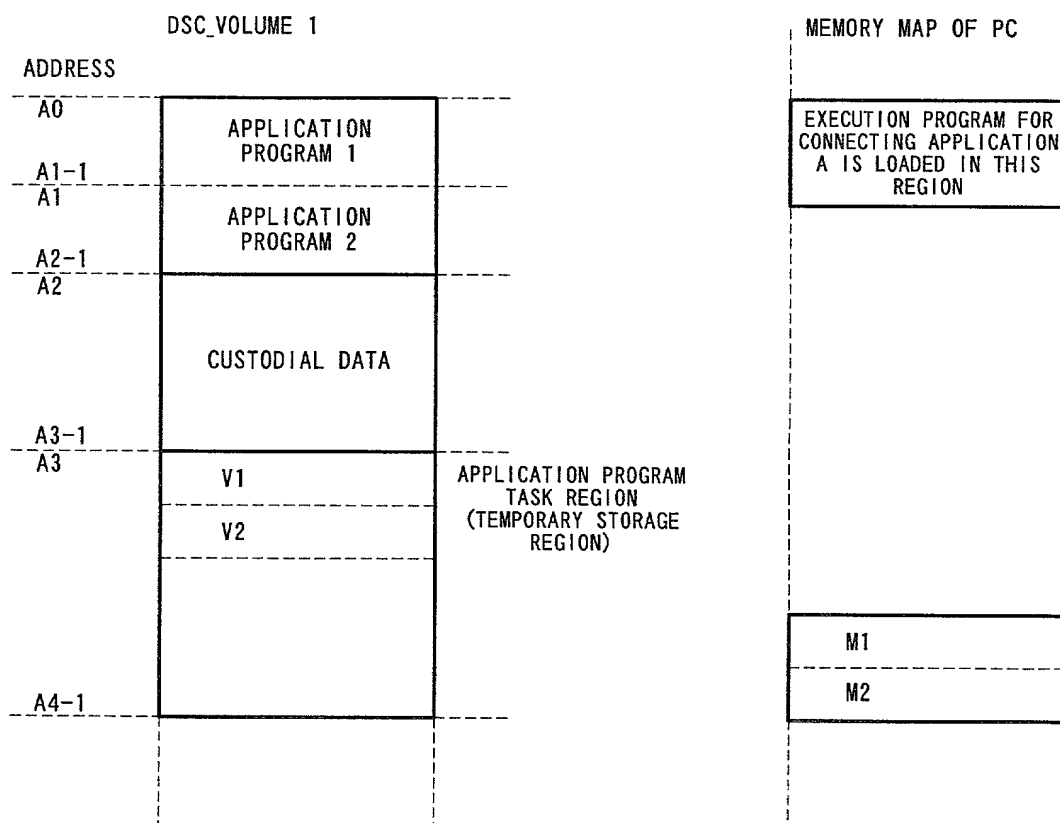 DSC_VOLUME 1
MEMORY MAP OF PC
ADDRESS
A0
APPLICATION
PROGRAM 1
A1-1
A1
APPLICATION
PROGRAM 2
A2-1
A2
CUSTODIAL DATA
A3-1
A3
V1
V2
APPLICATION PROGRAM
TASK REGION
(TEMPORARY STORAGE
REGION)
A4-1
EXECUTION PROGRAM FOR
CONNECTING APPLICATION
A IS LOADED IN THIS
REGION
M1
M2